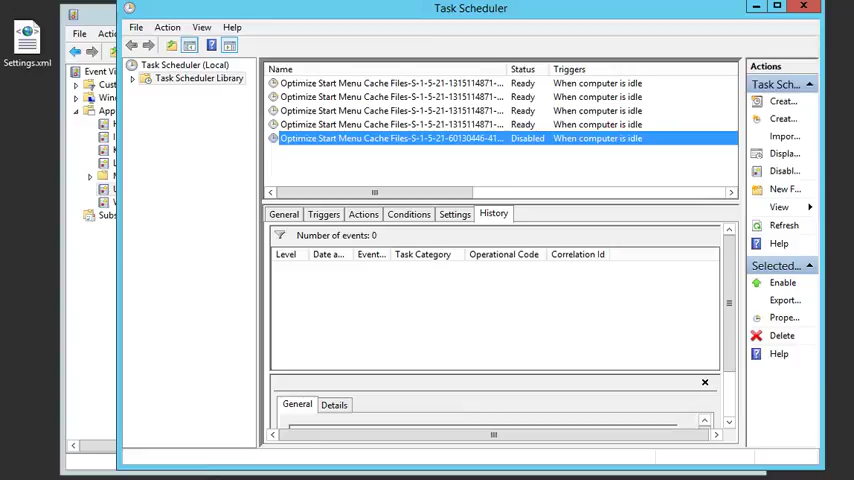 Task Scheduler
Settings.xml
File
Actio
Event Vi
Cust
Wind
App
Subs
File Action View Help
Task Scheduler (Local)
Task Scheduler Library
Name Status Triggers
Optimize Start Menu Cache Files-S-1-5-21-1315114871-... Ready When computer is idle
Optimize Start Menu Cache Files-S-1-5-21-1315114871-... Ready When computer is idle
Optimize Start Menu Cache Files-S-1-5-21-1315114871-... Ready When computer is idle
Optimize Start Menu Cache Files-S-1-5-21-1315114871-... Ready When computer is idle
Optimize Start Menu Cache Files-S-1-5-21-60130446-41... Disabled When computer is idle
General Triggers Actions Conditions Settings History
Number of events: 0
Level Date a... Event... Task Category Operational Code Correlation Id
General Details
Actions
Task Sch...
Creat...
Creat...
Impor...
Displa...
Disabl...
New F...
View
Refresh
Help
Selected...
Enable
Export...
Prope...
Delete
Help